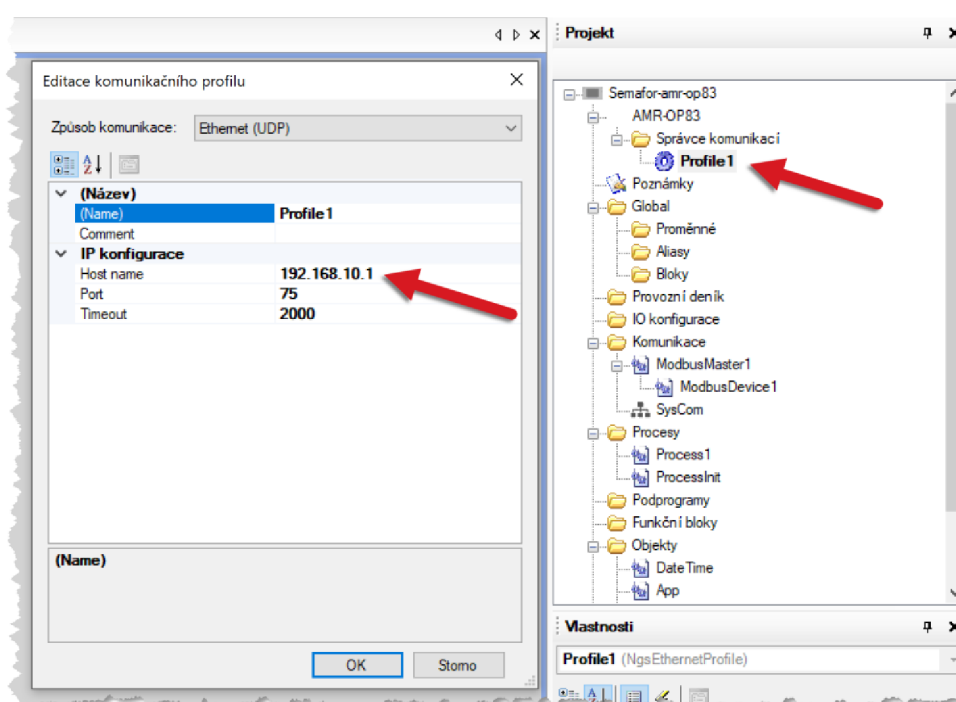 Editace komunikačního profilu
Způsob komunikace: Ethernet (UDP)
(Název)
(Name) Profile1
Comment
IP konfigurace
Host name 192.168.10.1
Port 75
Timeout 2000
(Name)
OK Storno
Projekt
Semafor-amr-op83
AMR-OP83
Správce komunikací
Profile1
Poznámky
Global
Proměnné
Aliasy
Bloky
Provozní deník
IO konfigurace
Komunikace
ModbusMaster1
ModbusDevice1
SysCom
Procesy
Process1
ProcessInit
Podprogramy
Funkční bloky
Objekty
DateTime
App
Vlastnosti
Profile1 (NgsEthernetProfile)